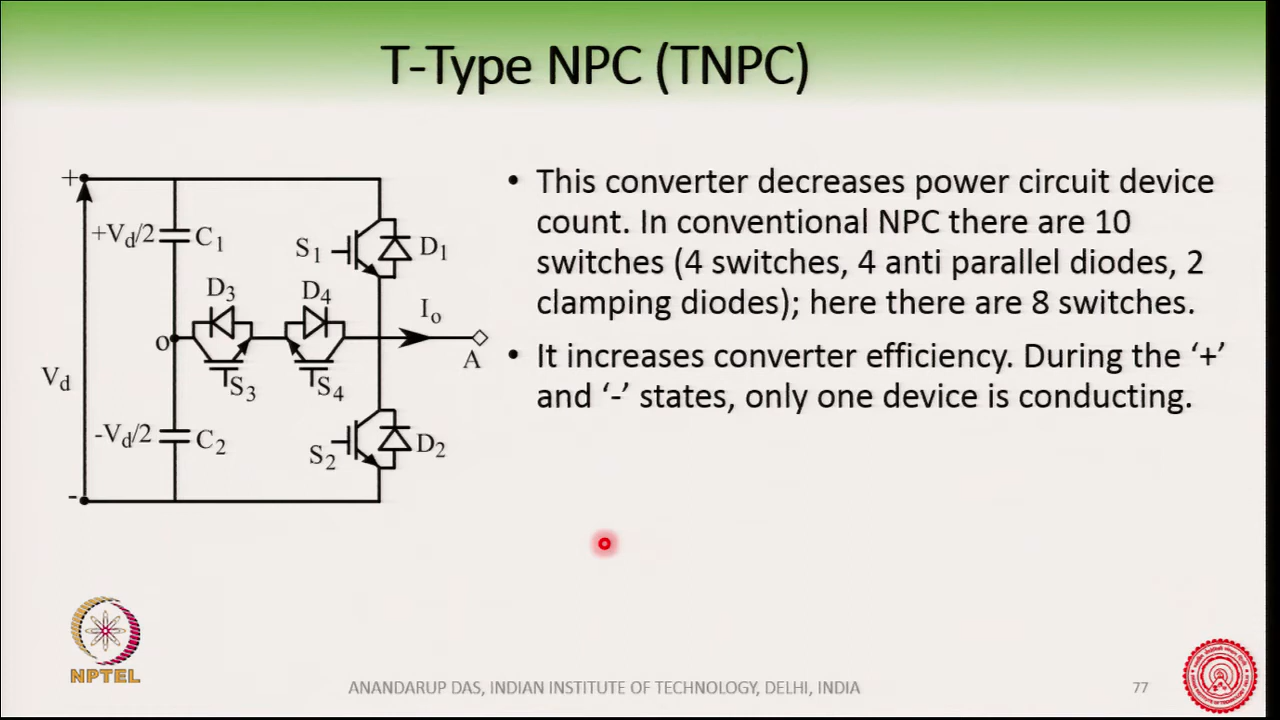 T-Type NPC (TNPC)
+
+Vd/2
C1
S1
D1
D3
D4
Io
o
A
S3
S4
Vd
-Vd/2
C2
S2
D2
-
• This converter decreases power circuit device
count. In conventional NPC there are 10
switches (4 switches, 4 anti parallel diodes, 2
clamping diodes); here there are 8 switches.
• It increases converter efficiency. During the ‘+’
and ‘-’ states, only one device is conducting.
NPTEL
ANANDARUP DAS, INDIAN INSTITUTE OF TECHNOLOGY, DELHI, INDIA
77